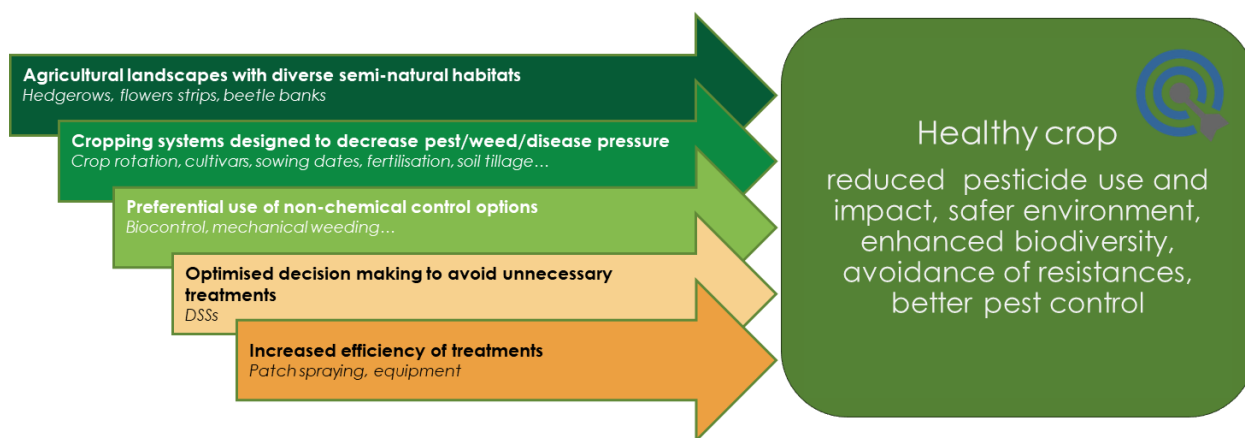 Agricultural landscapes with diverse semi-natural habitats
Hedgerows, flowers strips, beetle banks
Cropping systems designed to decrease pest/weed/disease pressure
Crop rotation, cultivars, sowing dates, fertilisation, soil tillage...
Preferential use of non-chemical control options
Biocontrol, mechanical weeding...
Optimised decision making to avoid unnecessary
treatments
DSSs
Increased efficiency of treatments
Patch spraying, equipment
Healthy crop
reduced pesticide use and
impact, safer environment,
enhanced biodiversity,
avoidance of resistances,
better pest control